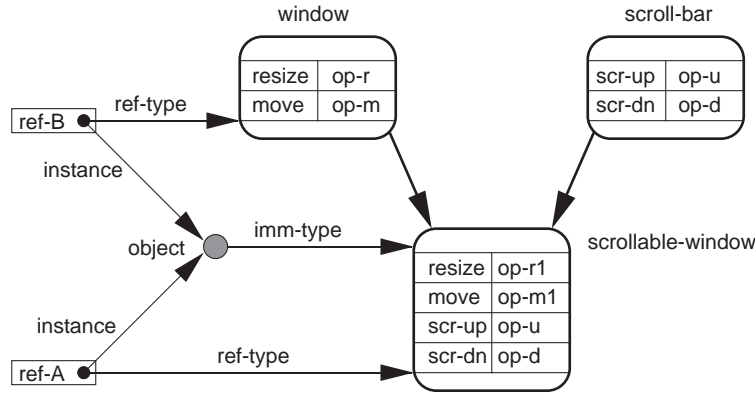 window
scroll-bar
resize op-r
move op-m
scr-up op-u
scr-dn op-d
ref-B
ref-type
instance
object
imm-type
scrollable-window
resize op-r1
move op-m1
scr-up op-u
scr-dn op-d
instance
ref-A
ref-type